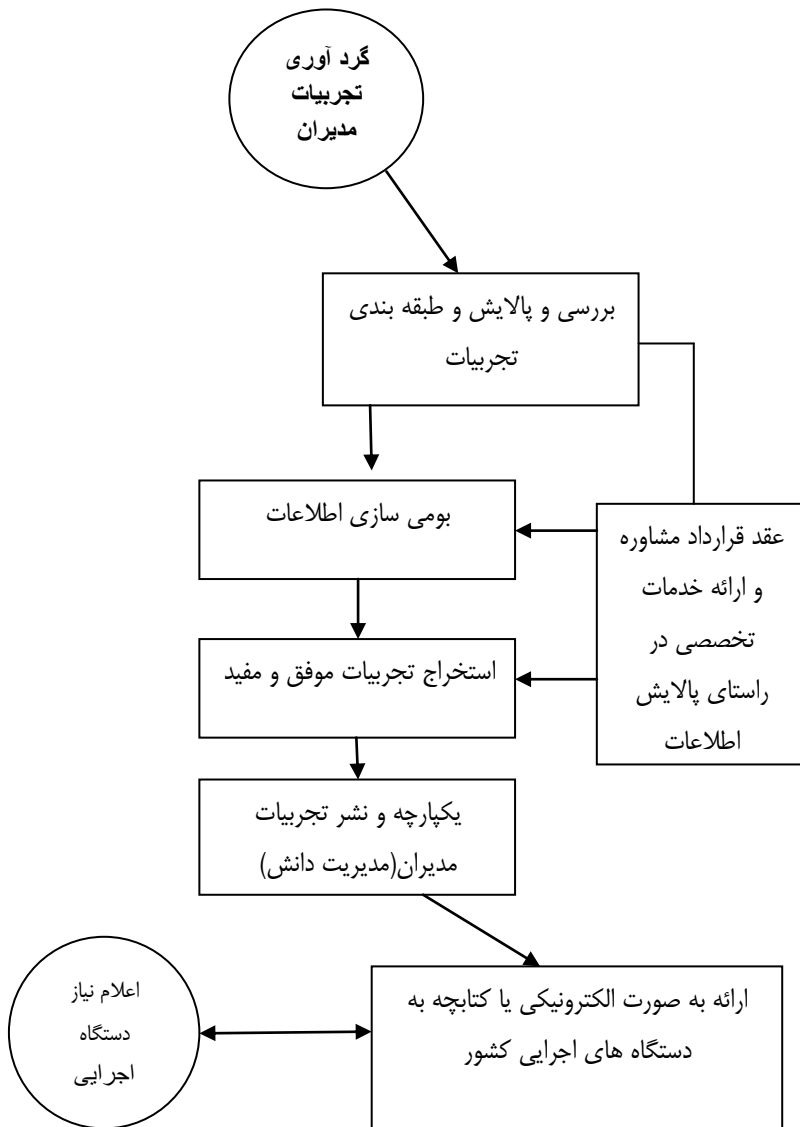 گرد آوری
تجربیات
مدیران
بررسی و پالایش و طبقه بندی
تجربیات
بومی سازی اطلاعات
عقد قرارداد مشاوره
و ارائه خدمات
تخصصی در
راستای پالایش
اطلاعات
استخراج تجربیات موفق و مفید
یکپارچه و نشر تجربیات
مدیران(مدیریت دانش)
ارائه به صورت الکترونیکی یا کتابچه به
دستگاه های اجرایی کشور
اعلام نیاز
دستگاه
اجرایی